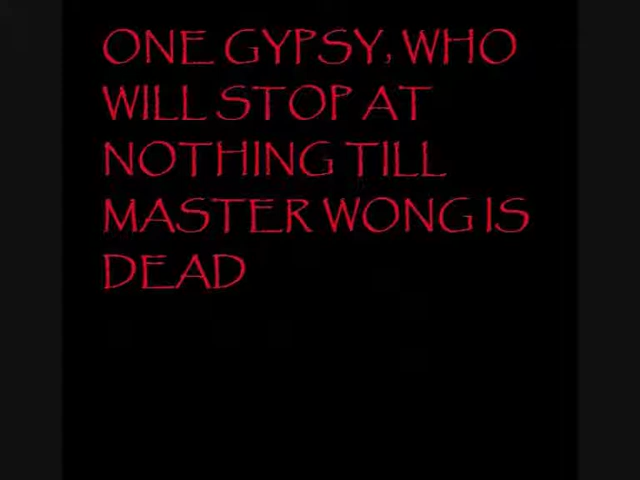 ONE GYPSY, WHO
WILL STOP AT
NOTHING TILL
MASTER WONG IS
DEAD